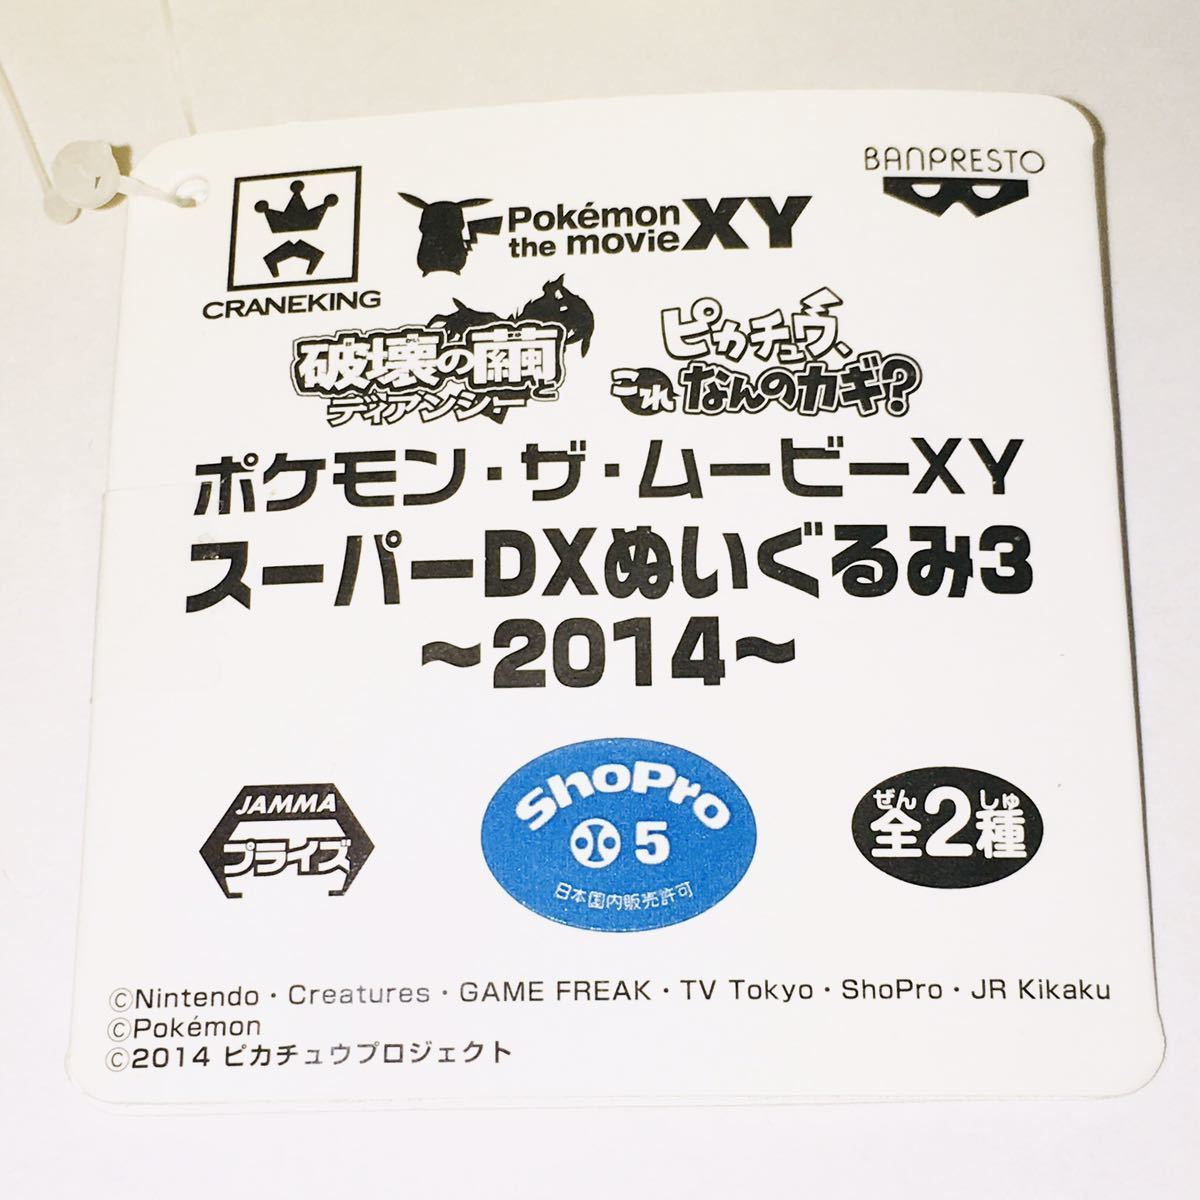 BANPRESTO
CRANEKING
Pokémon
the movie XY
破壊の繭と
ディアンシー
ピカチュウ、
これなんのカギ?
ポケモン・ザ・ムービーXY
スーパーDXぬいぐるみ3
～2014～
JAMMA
プライズ
ShoPro
5
日本国内販売許可
ぜん しゅ
全2種
©Nintendo・Creatures・GAME FREAK・TV Tokyo・ShoPro・JR Kikaku
©Pokémon
©2014 ピカチュウプロジェクト